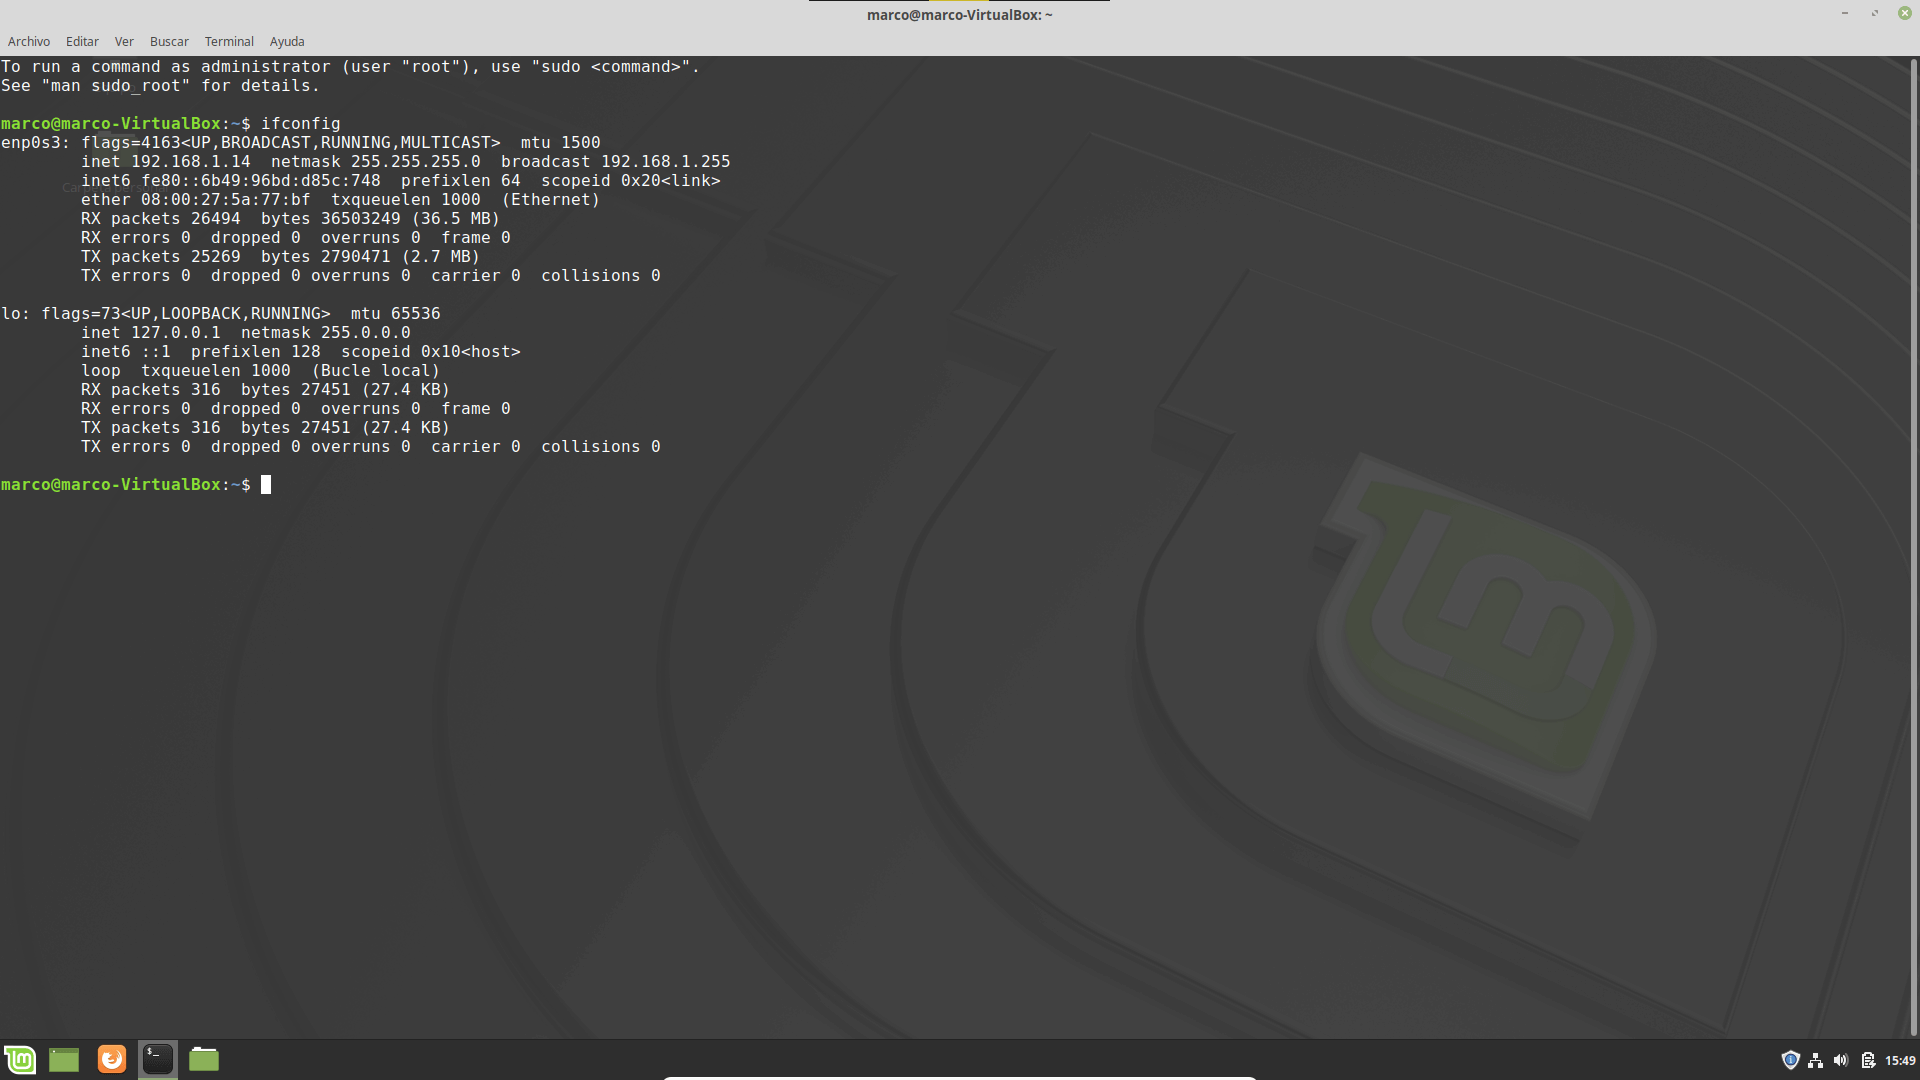 marco@marco-VirtualBox: ~
Archivo Editar Ver Buscar Terminal Ayuda
To run a command as administrator (user "root"), use "sudo <command>".
See "man sudo_root" for details.
marco@marco-VirtualBox:~$ ifconfig
enp0s3: flags=4163<UP,BROADCAST,RUNNING,MULTICAST>  mtu 1500
        inet 192.168.1.14  netmask 255.255.255.0  broadcast 192.168.1.255
        inet6 fe80::6b49:96bd:d85c:748  prefixlen 64  scopeid 0x20<link>
        ether 08:00:27:5a:77:bf  txqueuelen 1000  (Ethernet)
        RX packets 26494  bytes 36503249 (36.5 MB)
        RX errors 0  dropped 0  overruns 0  frame 0
        TX packets 25269  bytes 2790471 (2.7 MB)
        TX errors 0  dropped 0 overruns 0  carrier 0  collisions 0
lo: flags=73<UP,LOOPBACK,RUNNING>  mtu 65536
        inet 127.0.0.1  netmask 255.0.0.0
        inet6 ::1  prefixlen 128  scopeid 0x10<host>
        loop  txqueuelen 1000  (Bucle local)
        RX packets 316  bytes 27451 (27.4 KB)
        RX errors 0  dropped 0  overruns 0  frame 0
        TX packets 316  bytes 27451 (27.4 KB)
        TX errors 0  dropped 0 overruns 0  carrier 0  collisions 0
marco@marco-VirtualBox:~$
15:49